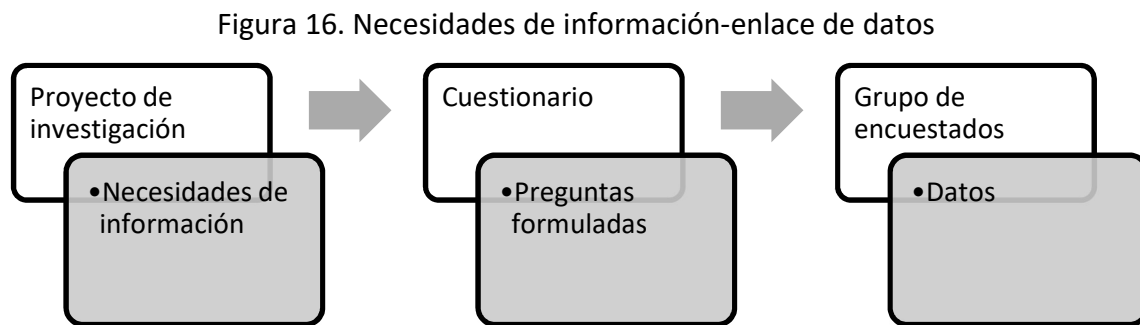 Figura 16. Necesidades de información-enlace de datos
Proyecto de
investigación
•Necesidades de
información
Cuestionario
•Preguntas
formuladas
Grupo de
encuestados
•Datos